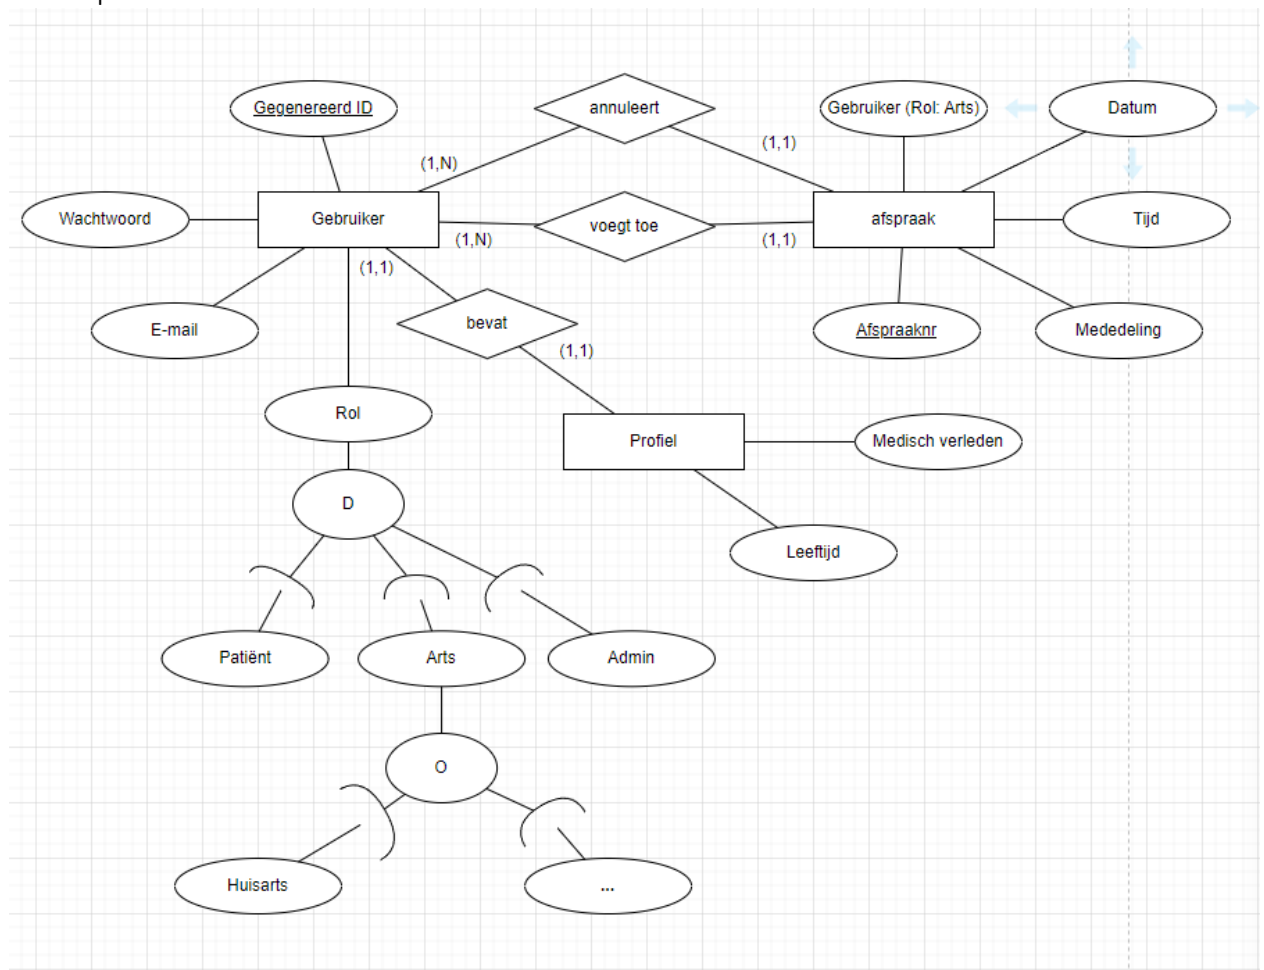 Gegenereerd ID
annuleert
Gebruiker (Rol: Arts)
Datum
(1,1)
(1,N)
Wachtwoord
Gebruiker
voegt toe
afspraak
Tijd
(1,N)
(1,1)
(1,1)
E-mail
bevat
Afspraaknr
Mededeling
(1,1)
Rol
Profiel
Medisch verleden
D
Leeftijd
Patiënt
Arts
Admin
O
Huisarts
...